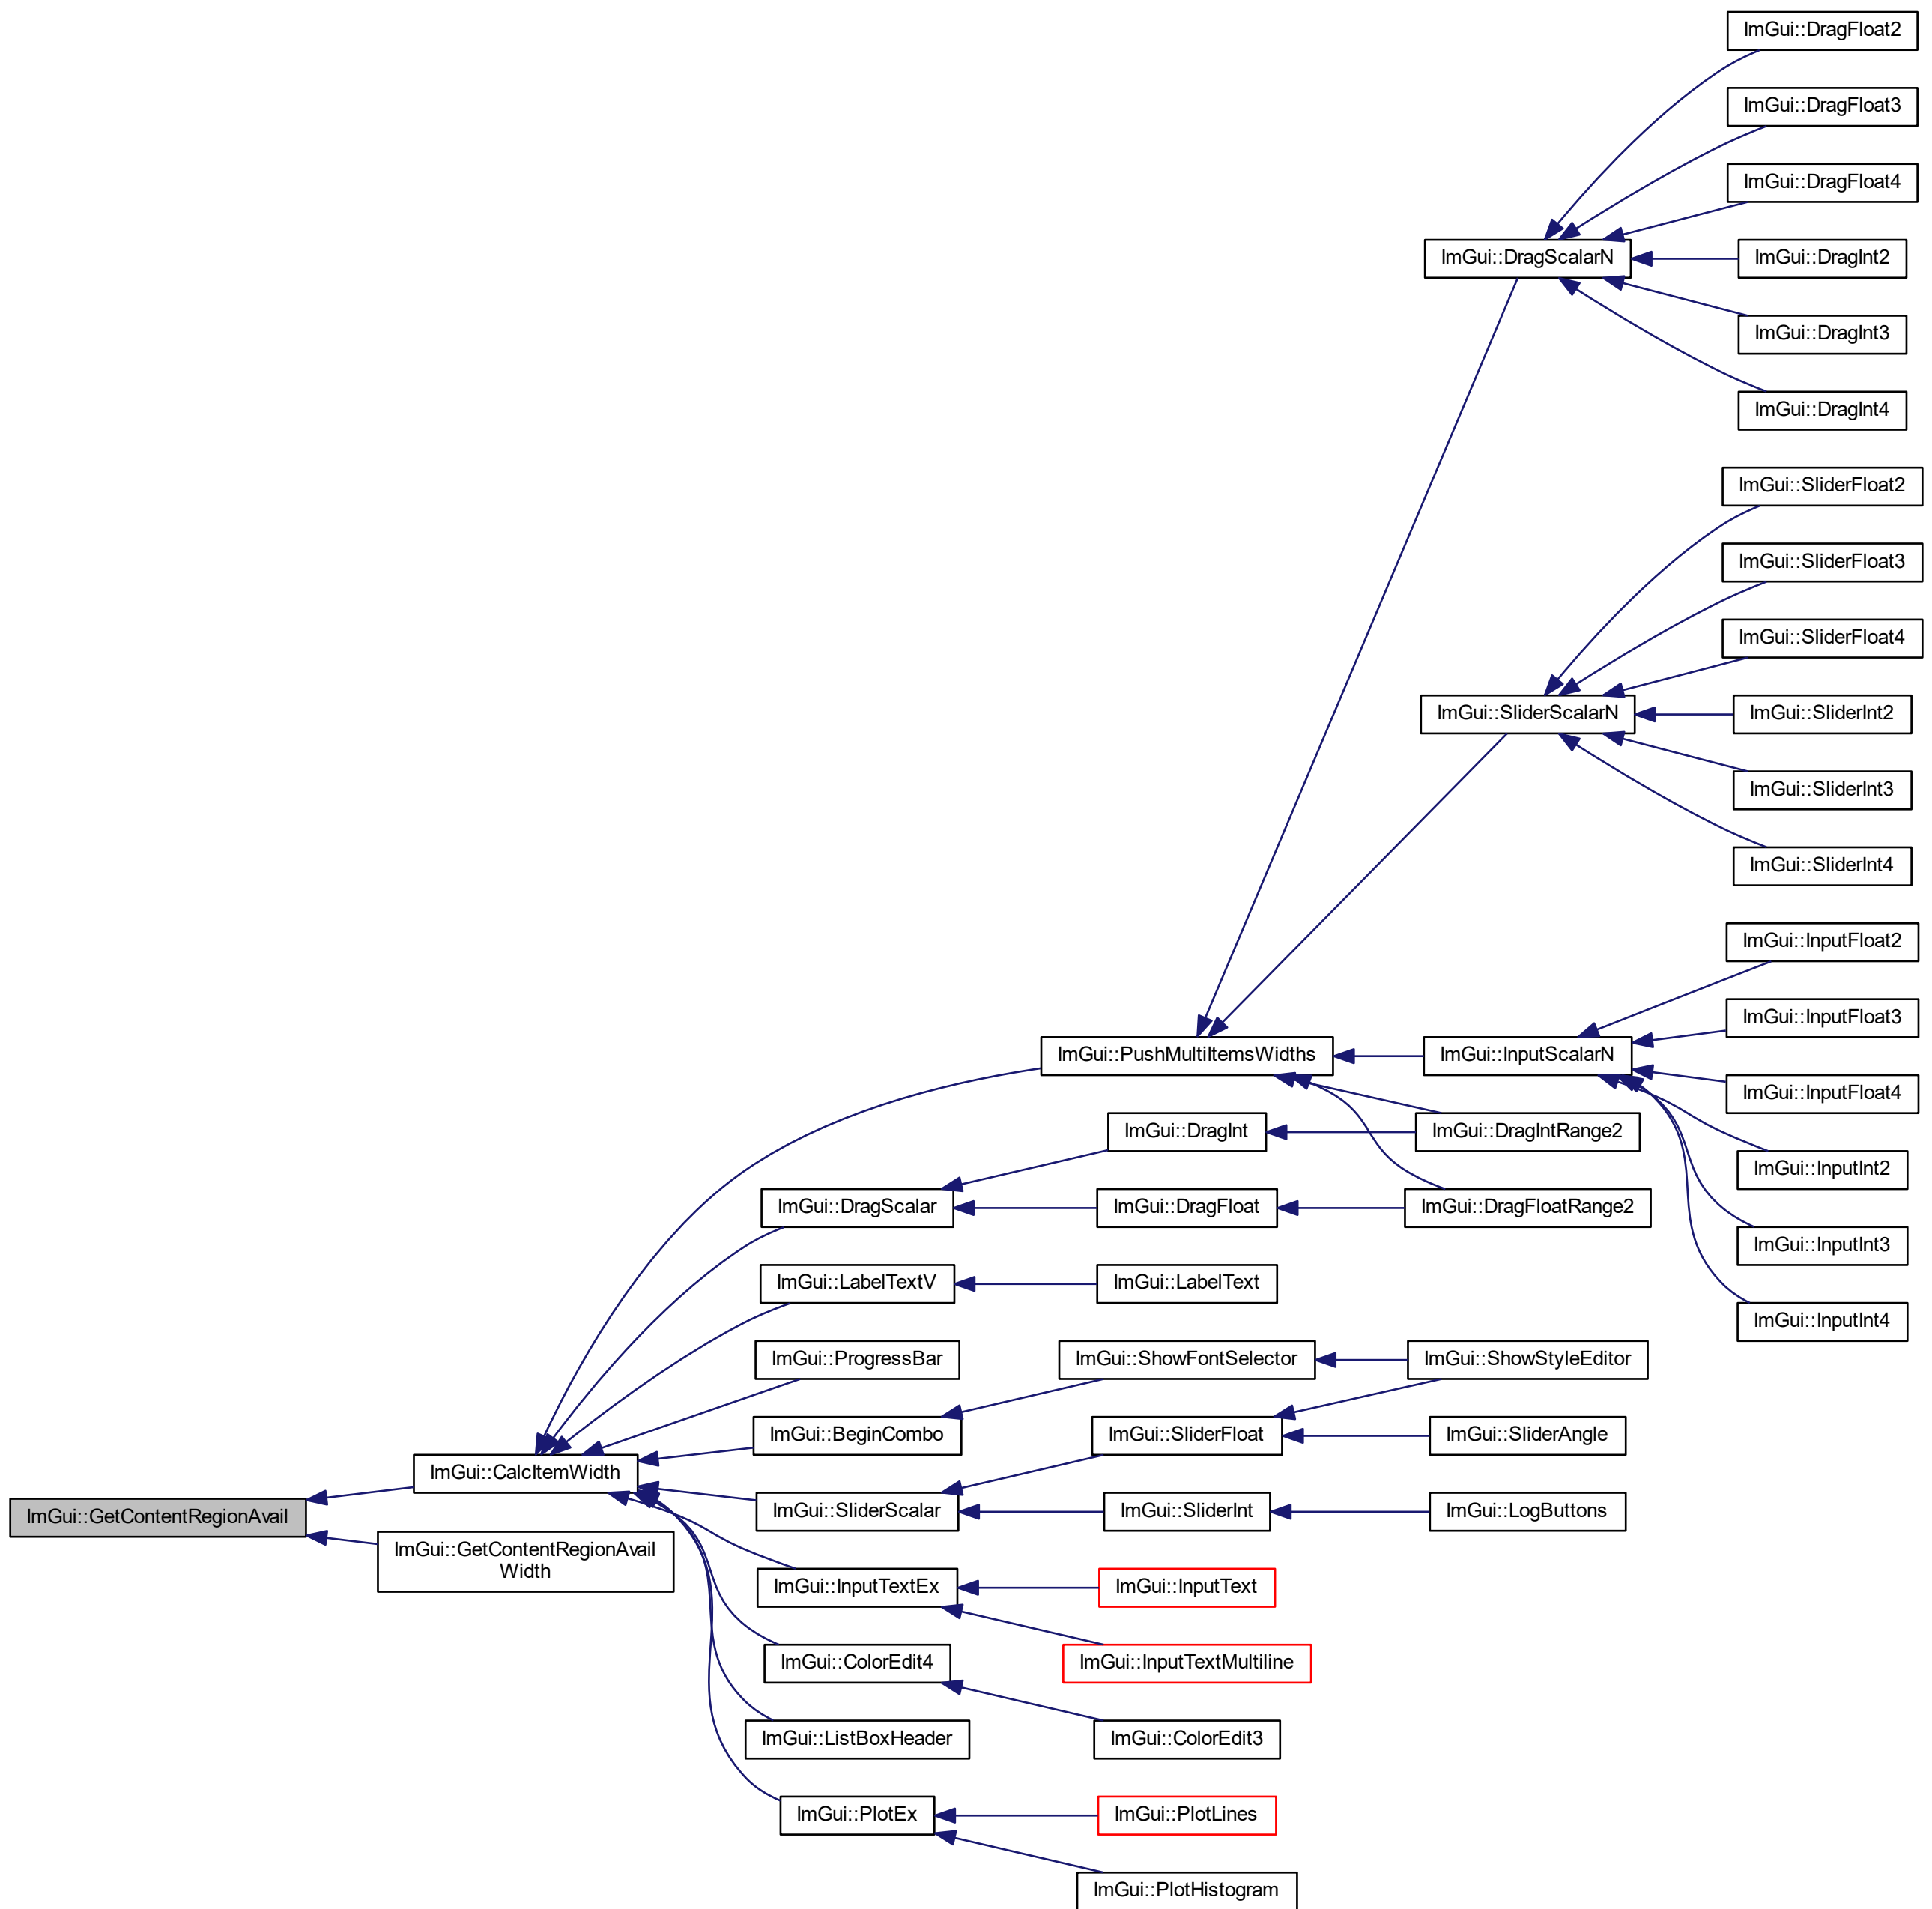 ImGui::DragFloat2
ImGui::DragFloat3
ImGui::DragFloat4
ImGui::DragScalarN
ImGui::DragInt2
ImGui::DragInt3
ImGui::DragInt4
ImGui::SliderFloat2
ImGui::SliderFloat3
ImGui::SliderFloat4
ImGui::SliderScalarN
ImGui::SliderInt2
ImGui::SliderInt3
ImGui::SliderInt4
ImGui::InputFloat2
ImGui::InputFloat3
ImGui::PushMultiItemsWidths
ImGui::InputScalarN
ImGui::InputFloat4
ImGui::DragInt
ImGui::DragIntRange2
ImGui::InputInt2
ImGui::DragScalar
ImGui::DragFloat
ImGui::DragFloatRange2
ImGui::InputInt3
ImGui::LabelTextV
ImGui::LabelText
ImGui::InputInt4
ImGui::ProgressBar
ImGui::ShowFontSelector
ImGui::ShowStyleEditor
ImGui::BeginCombo
ImGui::SliderFloat
ImGui::SliderAngle
ImGui::CalcItemWidth
ImGui::GetContentRegionAvail
ImGui::SliderScalar
ImGui::SliderInt
ImGui::LogButtons
ImGui::GetContentRegionAvail
Width
ImGui::InputTextEx
ImGui::InputText
ImGui::ColorEdit4
ImGui::InputTextMultiline
ImGui::ListBoxHeader
ImGui::ColorEdit3
ImGui::PlotEx
ImGui::PlotLines
ImGui::PlotHistogram